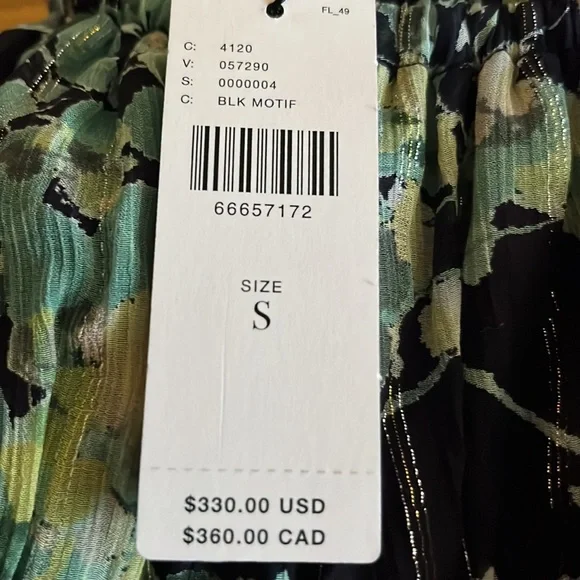 FL_49
C: 4120
V: 057290
S: 0000004
C: BLK MOTIF
66657172
SIZE
S
$330.00 USD
$360.00 CAD